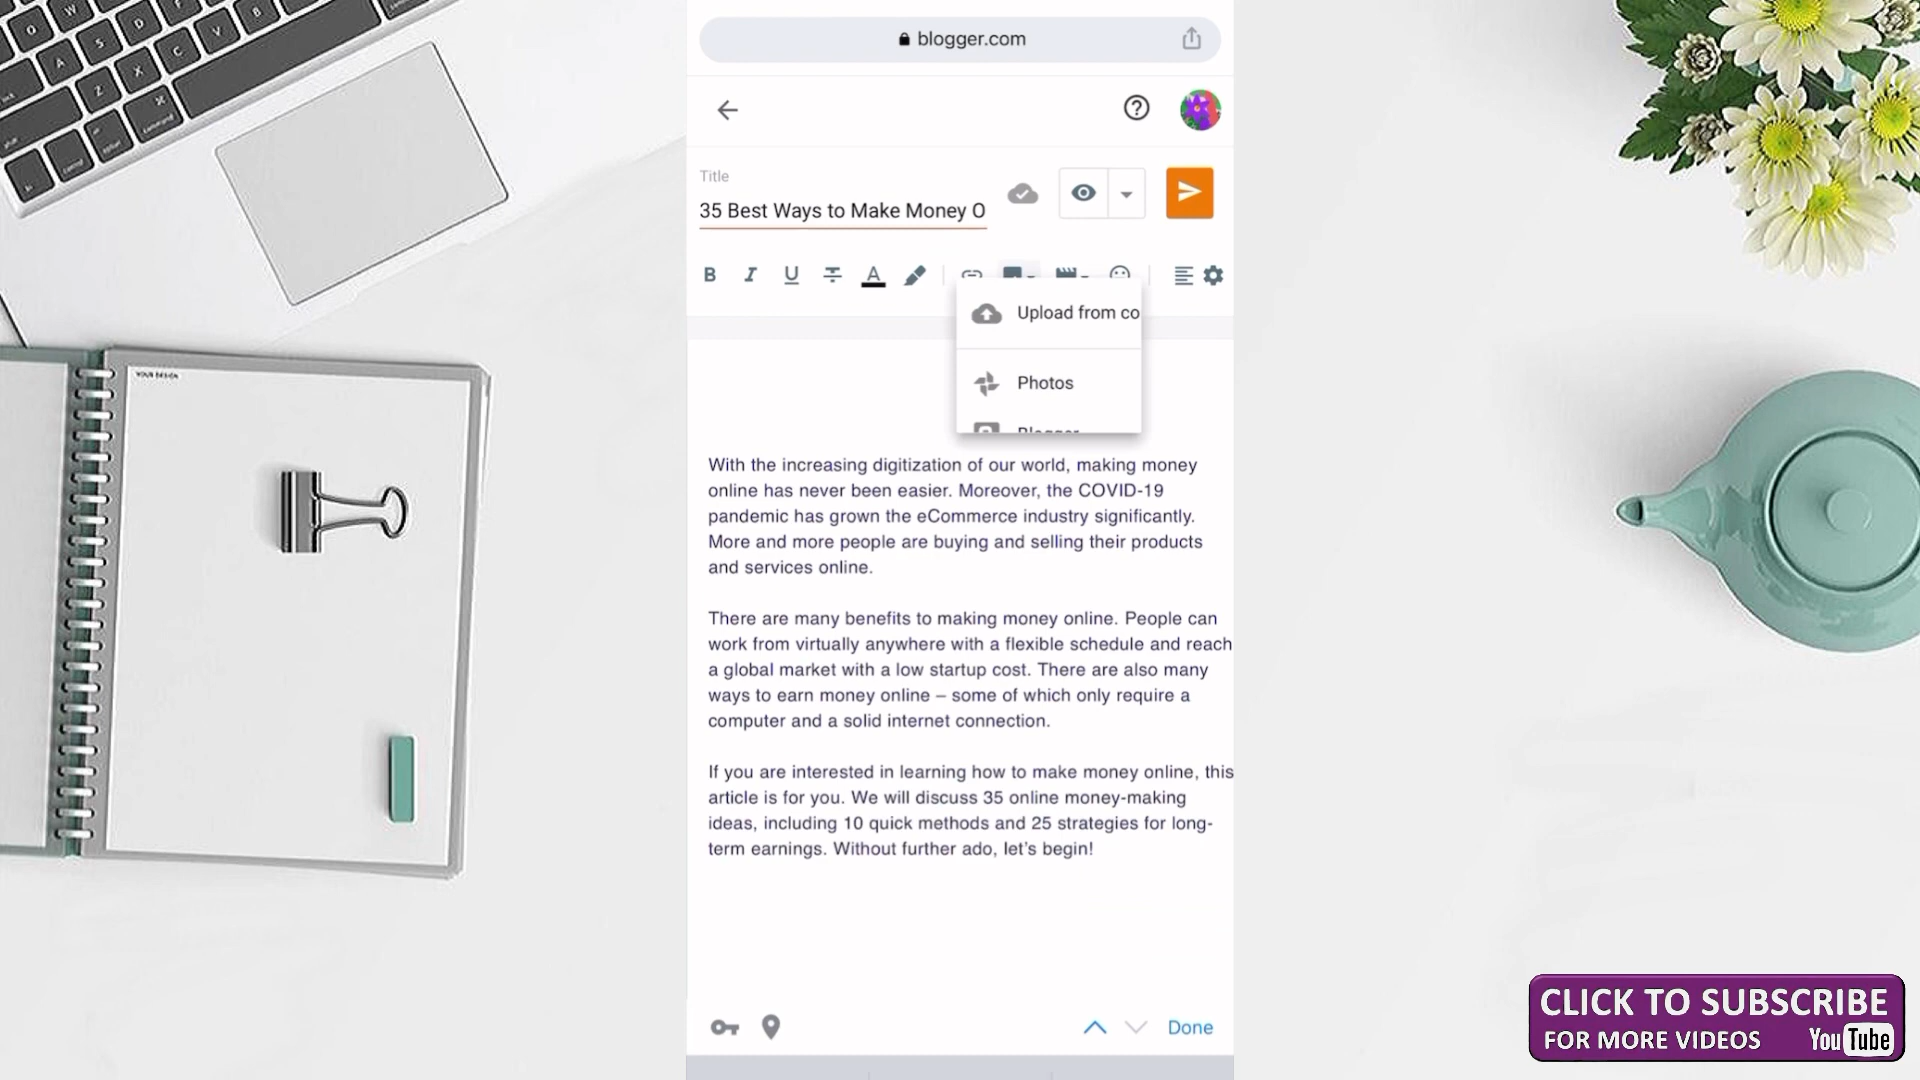 blogger.com
Title
35 Best Ways to Make Money O
B I U A
Upload from co
Photos
Blogger
With the increasing digitization of our world, making money
online has never been easier. Moreover, the COVID-19
pandemic has grown the eCommerce industry significantly.
More and more people are buying and selling their products
and services online.
There are many benefits to making money online. People can
work from virtually anywhere with a flexible schedule and reach
a global market with a low startup cost. There are also many
ways to earn money online – some of which only require a
computer and a solid internet connection.
If you are interested in learning how to make money online, this
article is for you. We will discuss 35 online money-making
ideas, including 10 quick methods and 25 strategies for long-
term earnings. Without further ado, let's begin!
Done
YOUR DESIGN
W
D
V
B
A
S
C
Z
X
command
CLICK TO SUBSCRIBE
FOR MORE VIDEOS YouTube